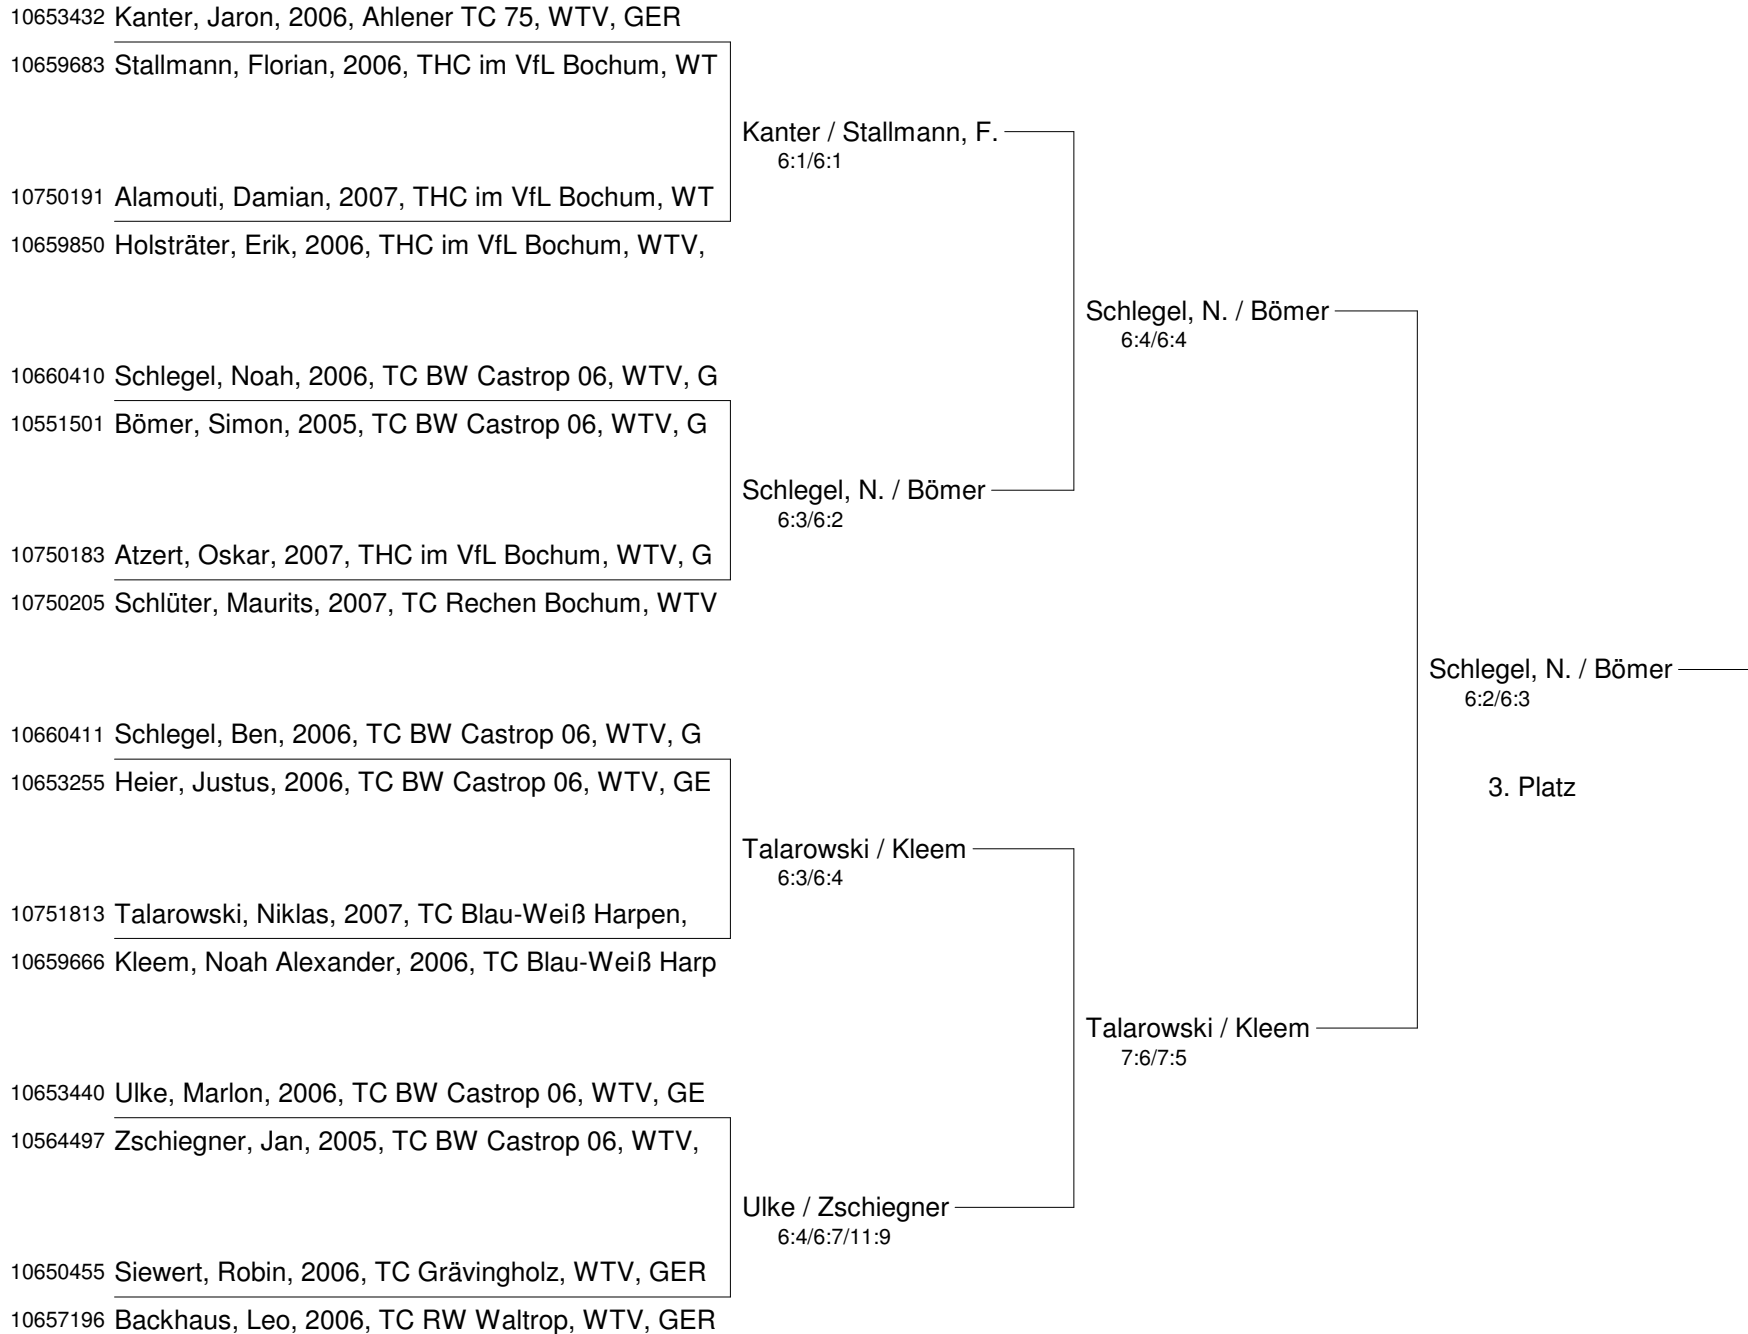 10653432 Kanter, Jaron, 2006, Ahlener TC 75, WTV, GER
10659683 Stallmann, Florian, 2006, THC im VfL Bochum, WT
Kanter / Stallmann, F.
6:1/6:1
10750191 Alamouti, Damian, 2007, THC im VfL Bochum, WT
10659850 Holsträter, Erik, 2006, THC im VfL Bochum, WTV,
Schlegel, N. / Bömer
6:4/6:4
10660410 Schlegel, Noah, 2006, TC BW Castrop 06, WTV, G
10551501 Bömer, Simon, 2005, TC BW Castrop 06, WTV, G
Schlegel, N. / Bömer
6:3/6:2
10750183 Atzert, Oskar, 2007, THC im VfL Bochum, WTV, G
10750205 Schlüter, Maurits, 2007, TC Rechen Bochum, WTV
Schlegel, N. / Bömer
6:2/6:3
10660411 Schlegel, Ben, 2006, TC BW Castrop 06, WTV, G
10653255 Heier, Justus, 2006, TC BW Castrop 06, WTV, GE
3. Platz
Talarowski / Kleem
6:3/6:4
10751813 Talarowski, Niklas, 2007, TC Blau-Weiß Harpen,
10659666 Kleem, Noah Alexander, 2006, TC Blau-Weiß Harp
Talarowski / Kleem
7:6/7:5
10653440 Ulke, Marlon, 2006, TC BW Castrop 06, WTV, GE
10564497 Zschiegner, Jan, 2005, TC BW Castrop 06, WTV,
Ulke / Zschiegner
6:4/6:7/11:9
10650455 Siewert, Robin, 2006, TC Grävingholz, WTV, GER
10657196 Backhaus, Leo, 2006, TC RW Waltrop, WTV, GER